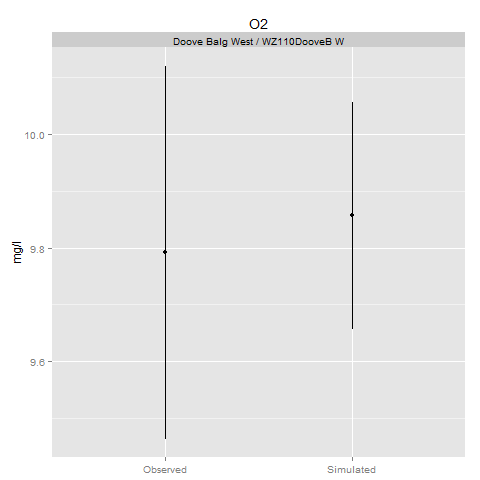 O2
Doove Balg West / WZ110DooveB W
mg/l
10.0
9.8
9.6
Observed
Simulated